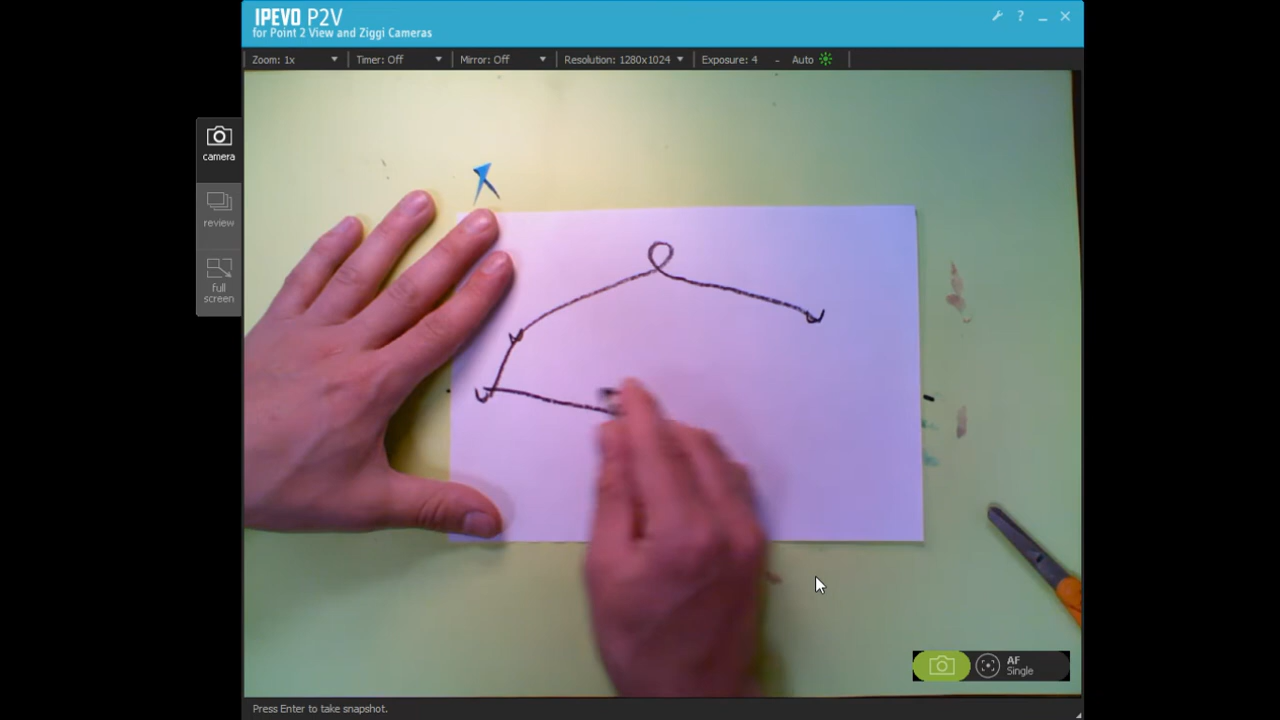 IPEVO P2V
for Point 2 View and Ziggi Cameras
Zoom: 1x Timer: Off Mirror: Off Resolution: 1280x1024 Exposure: 4 - Auto
camera
review
full
screen
AF
Single
Press Enter to take snapshot.